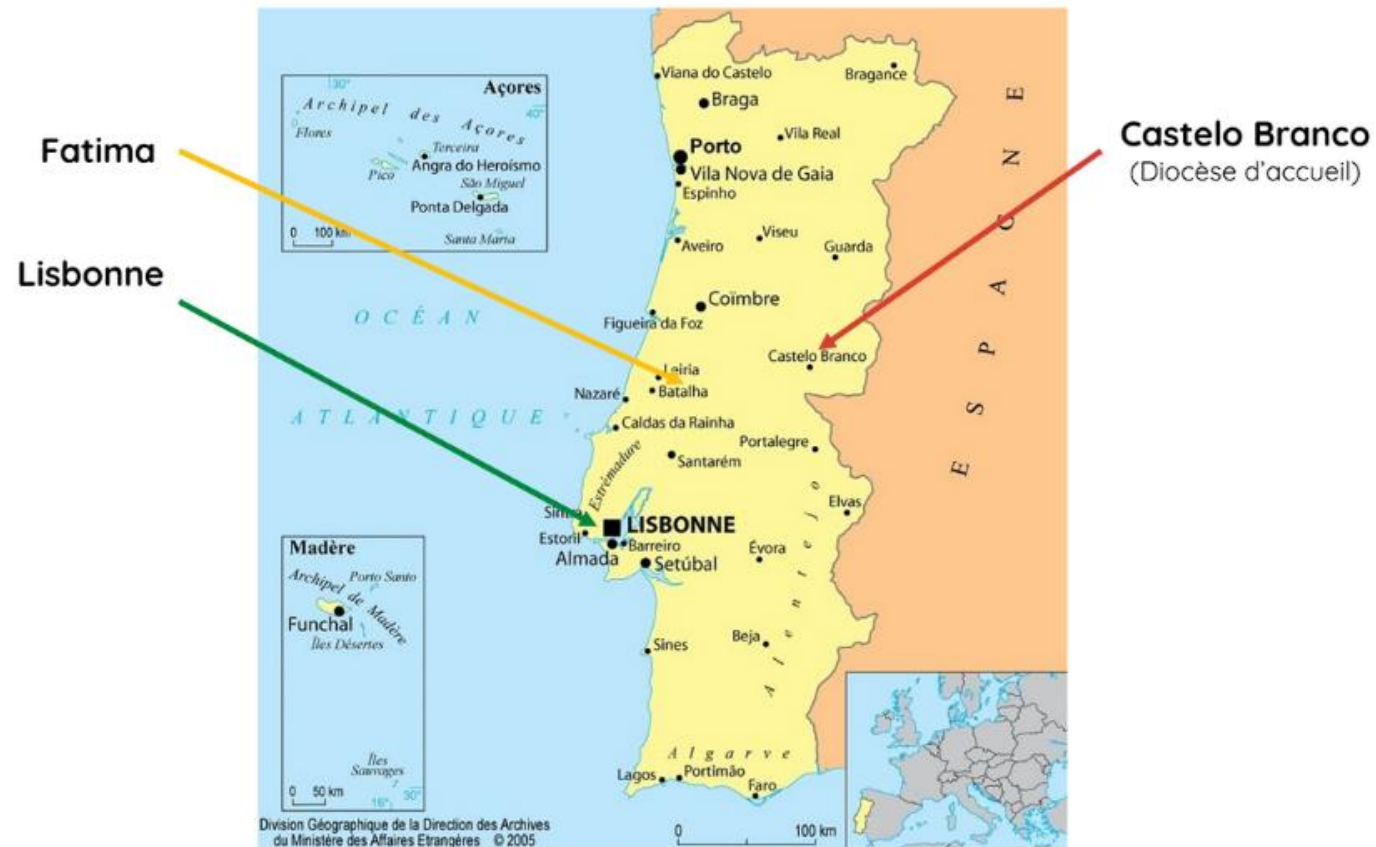 Fatima
Lisbonne
Castelo Branco
(Diocèse d'accueil)
Açores
30°
40°
Archipel des Açores
Flores
Terceira
Angra do Heroísmo
Pico
São Miguel
Ponta Delgada
Santa Maria
0 100 km
Viana do Castelo
Bragance
Braga
Vila Real
Porto
Vila Nova de Gaia
Espinho
Aveiro
Viseu
Guarda
Coïmbre
Figueira da Foz
Castelo Branco
Leiria
Batalha
Nazaré
Caldas da Rainha
Portalegre
Santarém
Estrémadure
Elvas
LISBONNE
Estoril
Barreiro
Almada
Évora
Setúbal
Sines
Beja
Alentejo
Algarve
Lagos
Portimão
Faro
OCÉAN
ATLANTIQUE
ESPAGNE
Madère
Archipel de Madère
Porto Santo
Funchal
Îles Désertes
Îles
Sauvages
0 50 km
16°
30°
Division Géographique de la Direction des Archives
du Ministère des Affaires Etrangères © 2005
0 100 km